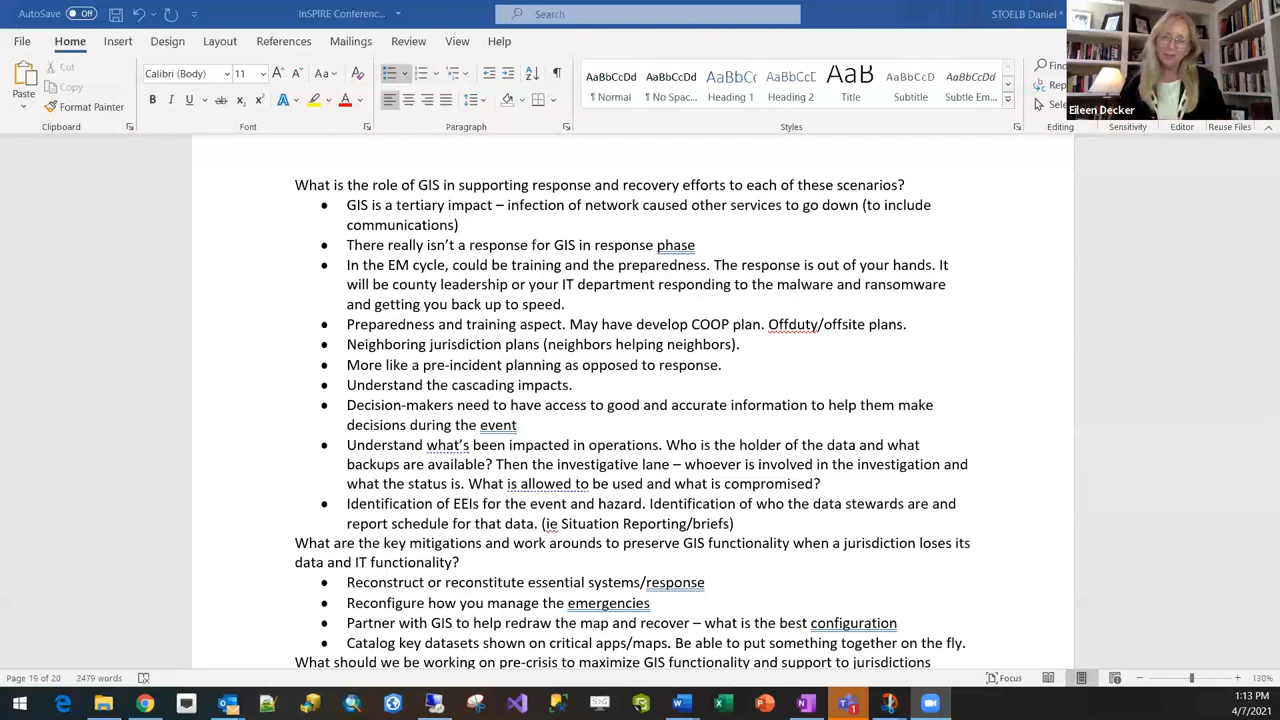 AutoSave Off InSPIRE Conferenc... Search STOELB Daniel
File Home Insert Design Layout References Mailings Review View Help
Paste
Cut
Copy
Format Painter
Clipboard
Calibri (Body) 11
Font
Paragraph
AaBbCcDd AaBbCcDd AaBbCc AaBbCcE AaB AaBbCcD AaBbCcDd
¶ Normal ¶ No Spac... Heading 1 Heading 2 Title Subtitle Subtle Em...
Styles
Editing Sensitivity Editor Reuse Files
Eileen Decker
What is the role of GIS in supporting response and recovery efforts to each of these scenarios?
• GIS is a tertiary impact – infection of network caused other services to go down (to include
communications)
• There really isn't a response for GIS in response phase
• In the EM cycle, could be training and the preparedness. The response is out of your hands. It
will be county leadership or your IT department responding to the malware and ransomware
and getting you back up to speed.
• Preparedness and training aspect. May have develop COOP plan. Offduty/offsite plans.
• Neighboring jurisdiction plans (neighbors helping neighbors).
• More like a pre-incident planning as opposed to response.
• Understand the cascading impacts.
• Decision-makers need to have access to good and accurate information to help them make
decisions during the event
• Understand what's been impacted in operations. Who is the holder of the data and what
backups are available? Then the investigative lane – whoever is involved in the investigation and
what the status is. What is allowed to be used and what is compromised?
• Identification of EEIs for the event and hazard. Identification of who the data stewards are and
report schedule for that data. (ie Situation Reporting/briefs)
What are the key mitigations and work arounds to preserve GIS functionality when a jurisdiction loses its
data and IT functionality?
• Reconstruct or reconstitute essential systems/response
• Reconfigure how you manage the emergencies
• Partner with GIS to help redraw the map and recover – what is the best configuration
• Catalog key datasets shown on critical apps/maps. Be able to put something together on the fly.
What should we be working on pre-crisis to maximize GIS functionality and support to jurisdictions
Page 19 of 20 2479 words Focus 130%
1:13 PM
4/7/2021